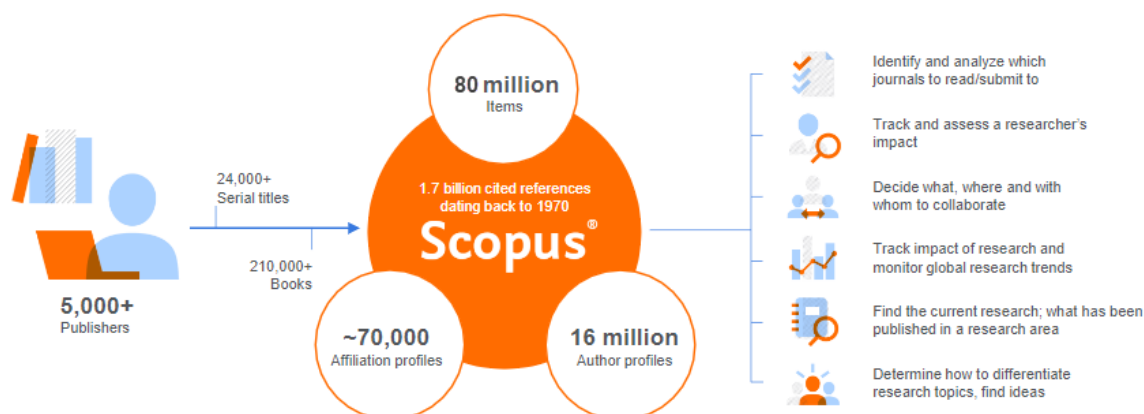 5,000+
Publishers
24,000+
Serial titles
210,000+
Books
80 million
Items
1.7 billion cited references
dating back to 1970
Scopus®
~70,000
Affiliation profiles
16 million
Author profiles
Identify and analyze which
journals to read/submit to
Track and assess a researcher's
impact
Decide what, where and with
whom to collaborate
Track impact of research and
monitor global research trends
Find the current research; what has been
published in a research area
Determine how to differentiate
research topics, find ideas